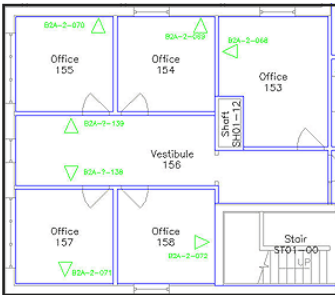 B2A-2-070
B2A-2-069
B2A-2-068
Office
155
Office
154
Office
153
Shaft
SH01-12
B2A-?-139
Vestibule
156
B2A-?-138
Office
157
Office
158
B2A-2-071
B2A-2-072
Stair
ST01-00
UP